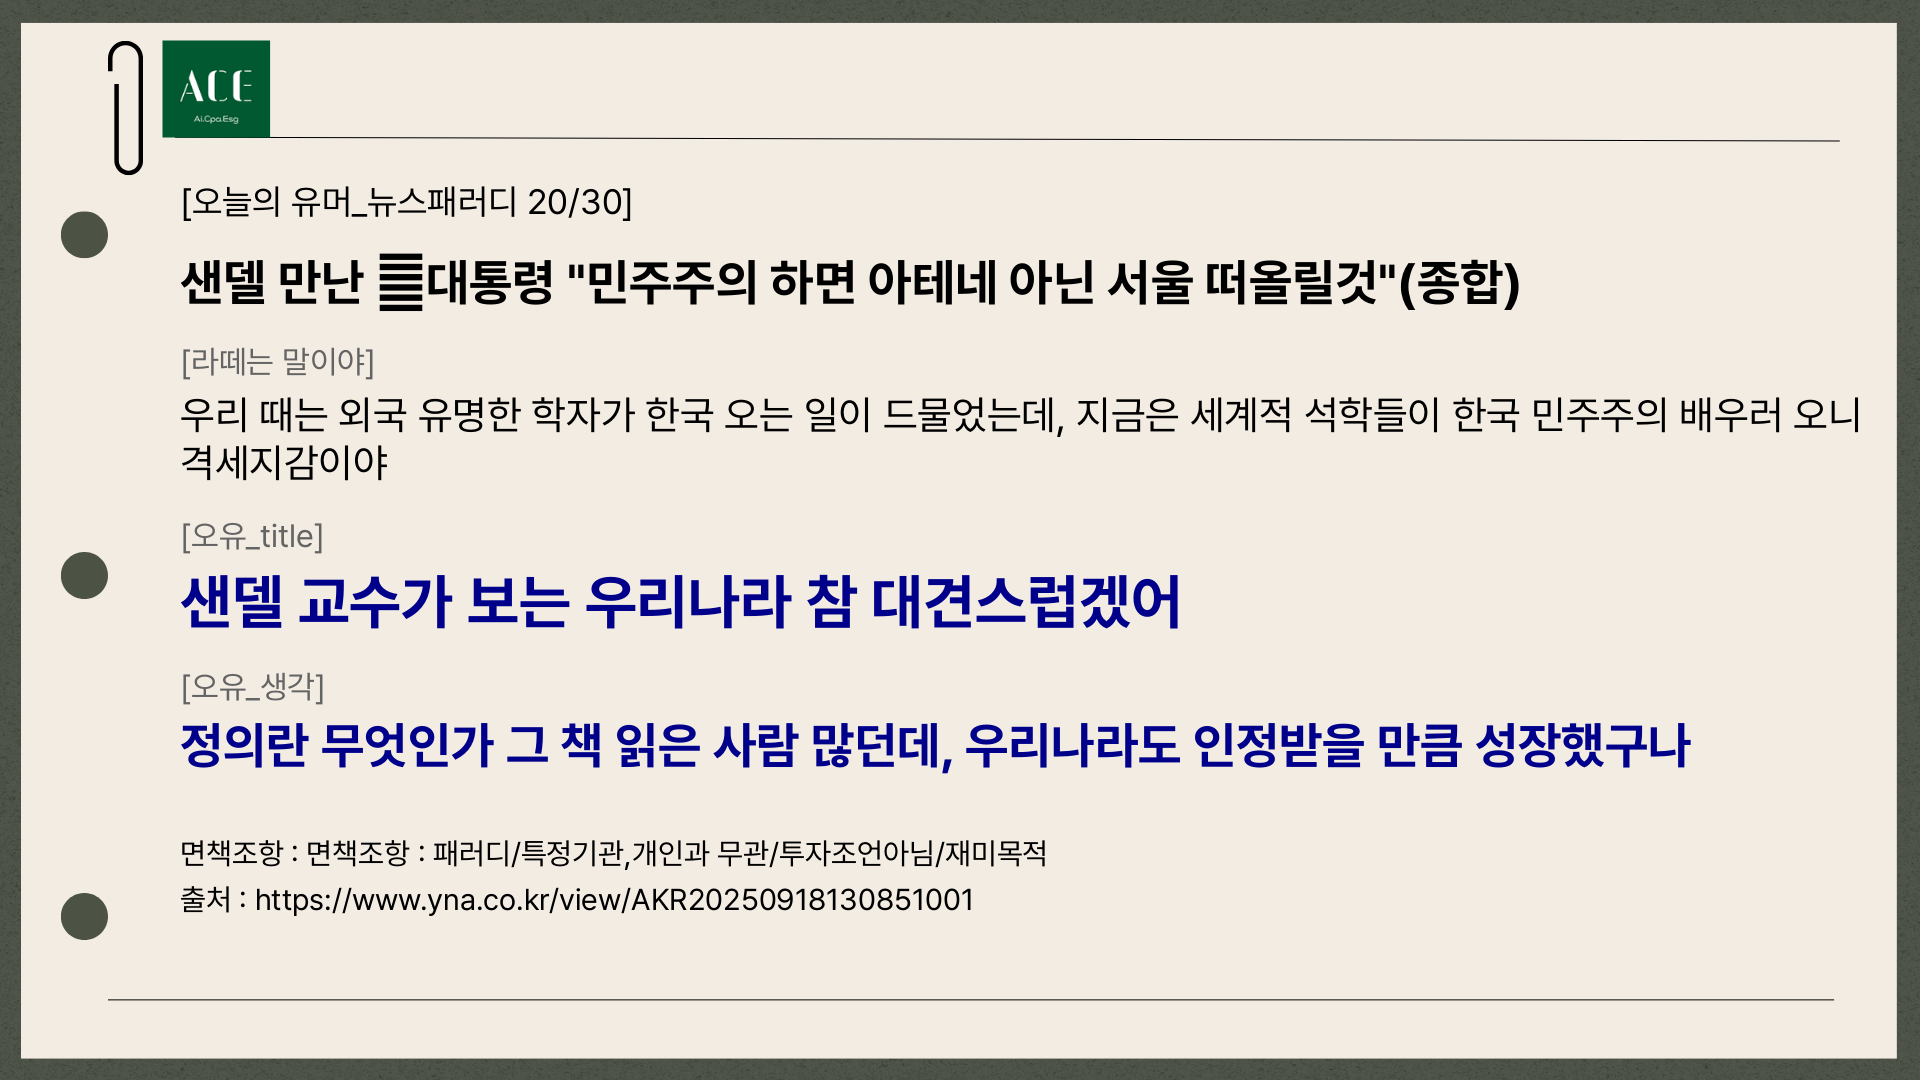 ACE
Ai.Cpa.Esg
[오늘의 유머_뉴스패러디 20/30]
샌델 만난 대통령 "민주주의 하면 아테네 아닌 서울 떠올릴것"(종합)
[라떼는 말이야]
우리 때는 외국 유명한 학자가 한국 오는 일이 드물었는데, 지금은 세계적 석학들이 한국 민주주의 배우러 오니
격세지감이야
[오유_title]
샌델 교수가 보는 우리나라 참 대견스럽겠어
[오유_생각]
정의란 무엇인가 그 책 읽은 사람 많던데, 우리나라도 인정받을 만큼 성장했구나
면책조항 : 면책조항 : 패러디/특정기관,개인과 무관/투자조언아님/재미목적
출처 : https://www.yna.co.kr/view/AKR20250918130851001